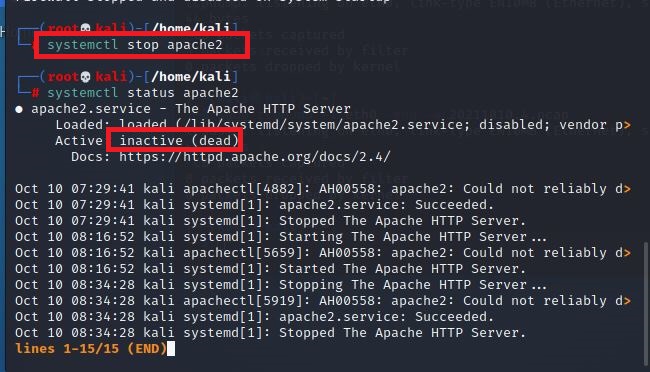 Firewall stopped and disabled on system startup
(root💀kali)-[/home/kali]
systemctl stop apache2
(root💀kali)-[/home/kali]
# systemctl status apache2
● apache2.service - The Apache HTTP Server
Loaded: loaded (/lib/systemd/system/apache2.service; disabled; vendor p>
Active inactive (dead)
Docs: https://httpd.apache.org/docs/2.4/
Oct 10 07:29:41 kali apachectl[4882]: AH00558: apache2: Could not reliably d>
Oct 10 07:29:41 kali systemd[1]: apache2.service: Succeeded.
Oct 10 07:29:41 kali systemd[1]: Stopped The Apache HTTP Server.
Oct 10 08:16:52 kali systemd[1]: Starting The Apache HTTP Server...
Oct 10 08:16:52 kali apachectl[5659]: AH00558: apache2: Could not reliably d>
Oct 10 08:16:52 kali systemd[1]: Started The Apache HTTP Server.
Oct 10 08:34:28 kali systemd[1]: Stopping The Apache HTTP Server...
Oct 10 08:34:28 kali apachectl[5919]: AH00558: apache2: Could not reliably d>
Oct 10 08:34:28 kali systemd[1]: apache2.service: Succeeded.
Oct 10 08:34:28 kali systemd[1]: Stopped The Apache HTTP Server.
lines 1-15/15 (END)